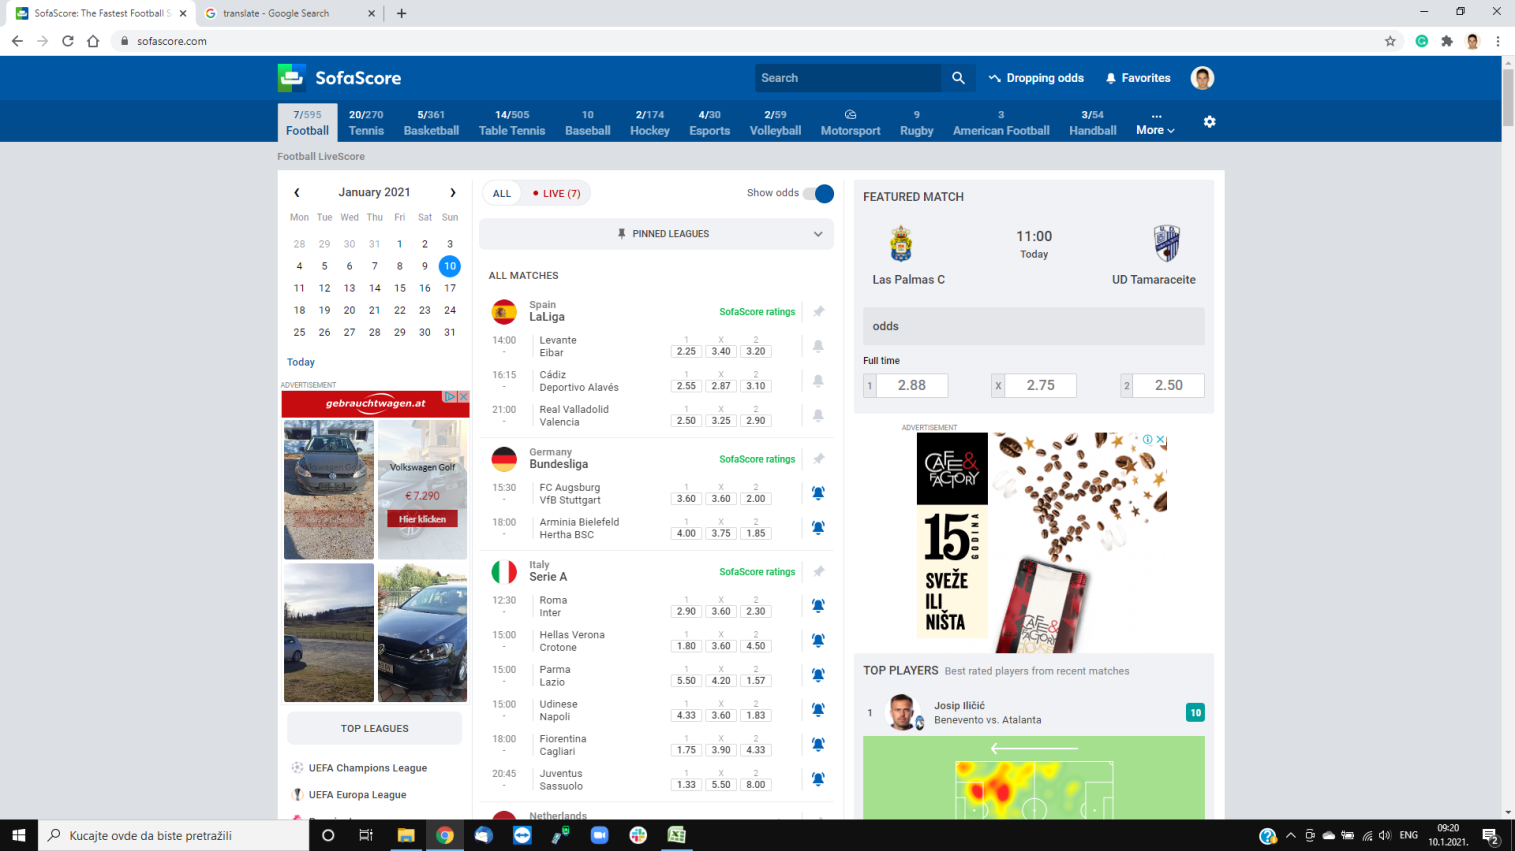 SofaScore: The Fastest Football S
translate - Google Search
sofascore.com
SofaScore
Search
Dropping odds
Favorites
7/595
Football
20/270
Tennis
5/361
Basketball
14/505
Table Tennis
10
Baseball
2/174
Hockey
4/30
Esports
2/59
Volleyball
Motorsport
9
Rugby
3
American Football
3/54
Handball
...
More
Football LiveScore
January 2021
Mon Tue Wed Thu Fri Sat Sun
28 29 30 31 1 2 3
4 5 6 7 8 9 10
11 12 13 14 15 16 17
18 19 20 21 22 23 24
25 26 27 28 29 30 31
Today
ADVERTISEMENT
gebrauchtwagen.at
Volkswagen Golf
€ 7.290
Hier klicken
TOP LEAGUES
UEFA Champions League
UEFA Europa League
ALL
LIVE (7)
Show odds
PINNED LEAGUES
ALL MATCHES
Spain
LaLiga
SofaScore ratings
14:00 Levante 1 X 2
- Eibar 2.25 3.40 3.20
16:15 Cádiz 1 X 2
- Deportivo Alavés 2.55 2.87 3.10
21:00 Real Valladolid 1 X 2
- Valencia 2.50 3.25 2.90
Germany
Bundesliga
SofaScore ratings
15:30 FC Augsburg 1 X 2
- VfB Stuttgart 3.60 3.60 2.00
18:00 Arminia Bielefeld 1 X 2
- Hertha BSC 4.00 3.75 1.85
Italy
Serie A
SofaScore ratings
12:30 Roma 1 X 2
- Inter 2.90 3.60 2.30
15:00 Hellas Verona 1 X 2
- Crotone 1.80 3.60 4.50
15:00 Parma 1 X 2
- Lazio 5.50 4.20 1.57
15:00 Udinese 1 X 2
- Napoli 4.33 3.60 1.83
18:00 Fiorentina 1 X 2
- Cagliari 1.75 3.90 4.33
20:45 Juventus 1 X 2
- Sassuolo 1.33 5.50 8.00
Netherlands
FEATURED MATCH
11:00
Today
Las Palmas C
UD Tamaraceite
odds
Full time
1 2.88
X 2.75
2 2.50
ADVERTISEMENT
CAFE &
FACTORY
15 GODINA
SVEŽE
ILI
NIŠTA
TOP PLAYERS Best rated players from recent matches
1
Josip Iličić
Benevento vs. Atalanta
10
Kucajte ovde da biste pretražili
ENG
09:20
10.1.2021.
2